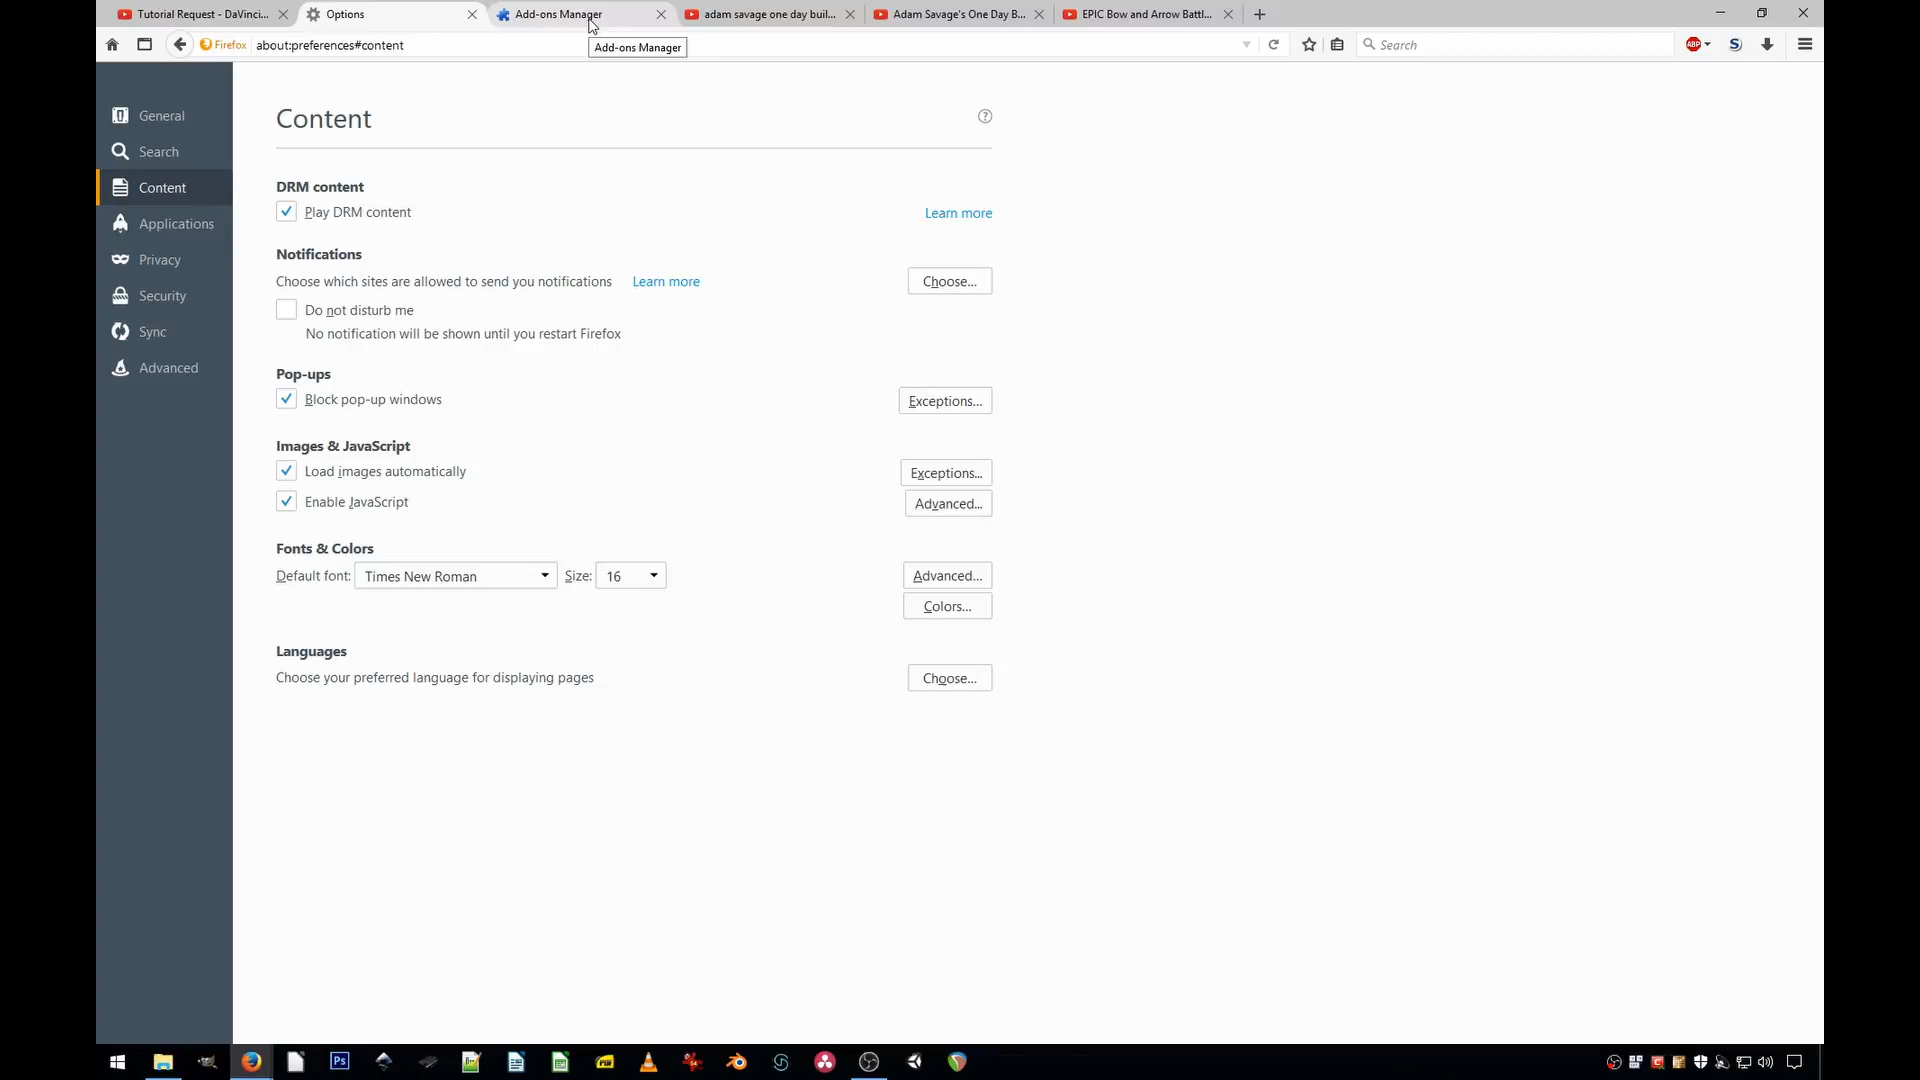 Tutorial Request - DaVinci...
Options
Add-ons Manager
adam savage one day buil...
Adam Savage's One Day B...
EPIC Bow and Arrow Battl...
Firefox
about:preferences#content
Add-ons Manager
Search
ABP
General
Search
Content
Applications
Privacy
Security
Sync
Advanced
Content
DRM content
Play DRM content
Learn more
Notifications
Choose which sites are allowed to send you notifications
Learn more
Choose...
Do not disturb me
No notification will be shown until you restart Firefox
Pop-ups
Block pop-up windows
Exceptions...
Images & JavaScript
Load images automatically
Exceptions...
Enable JavaScript
Advanced...
Fonts & Colors
Default font:
Times New Roman
Size:
16
Advanced...
Colors...
Languages
Choose your preferred language for displaying pages
Choose...
Ps